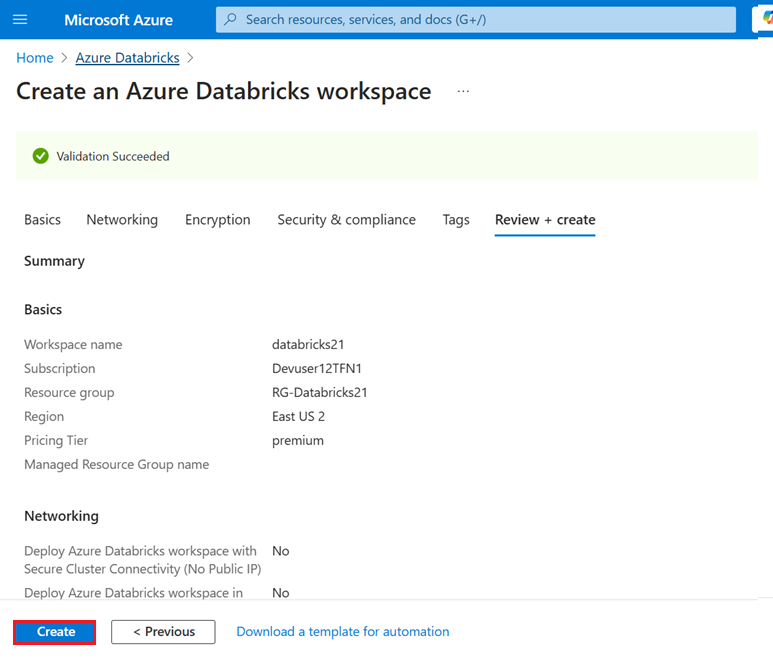 Microsoft Azure
Search resources, services, and docs (G+/)
Home > Azure Databricks >
Create an Azure Databricks workspace ...
Validation Succeeded
Basics Networking Encryption Security & compliance Tags Review + create
Summary
Basics
Workspace name databricks21
Subscription Devuser12TFN1
Resource group RG-Databricks21
Region East US 2
Pricing Tier premium
Managed Resource Group name
Networking
Deploy Azure Databricks workspace with No
Secure Cluster Connectivity (No Public IP)
Deploy Azure Databricks workspace in No
Create < Previous Download a template for automation